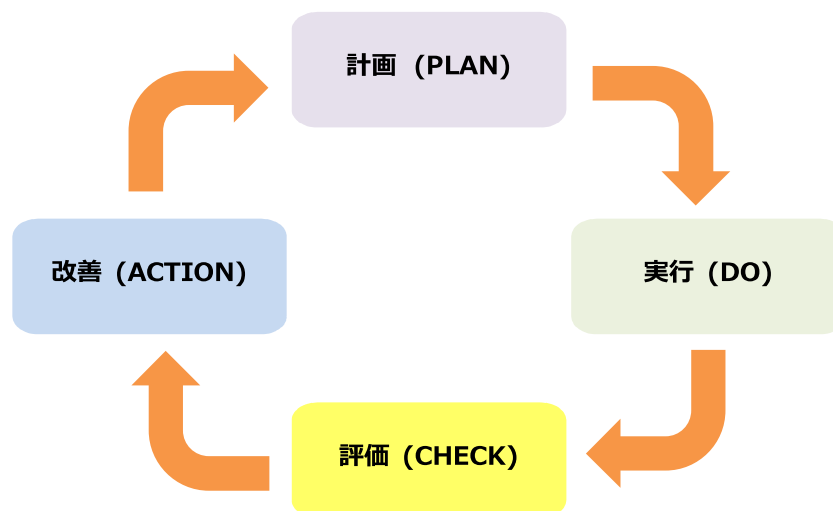 計画 (PLAN)
実行 (DO)
評価 (CHECK)
改善 (ACTION)